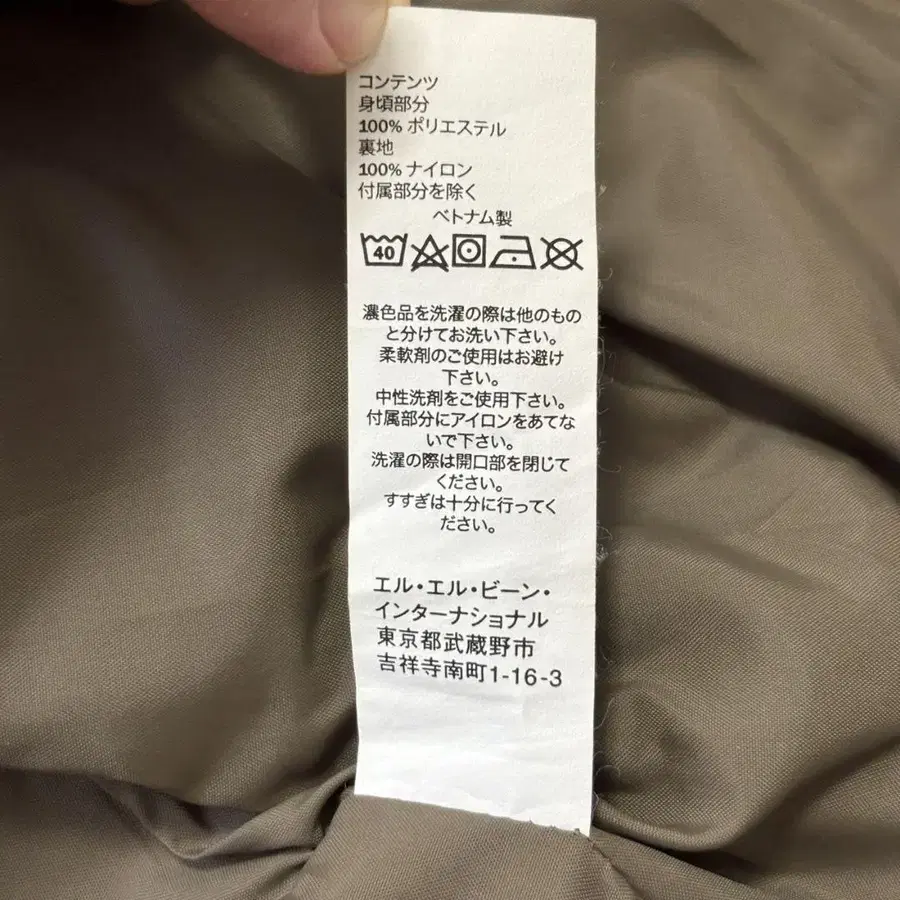 コンテンツ
身頃部分
100% ポリエステル
裏地
100% ナイロン
付属部分を除く
ベトナム製
40
濃色品を洗濯の際は他のもの
と分けてお洗い下さい。
柔軟剤のご使用はお避け
下さい。
中性洗剤をご使用下さい。
付属部分にアイロンをあてな
いで下さい。
洗濯の際は開口部を閉じて
ください。
すすぎは十分に行ってく
ださい。
エル・エル・ビーン・
インターナショナル
東京都武蔵野市
吉祥寺南町1-16-3